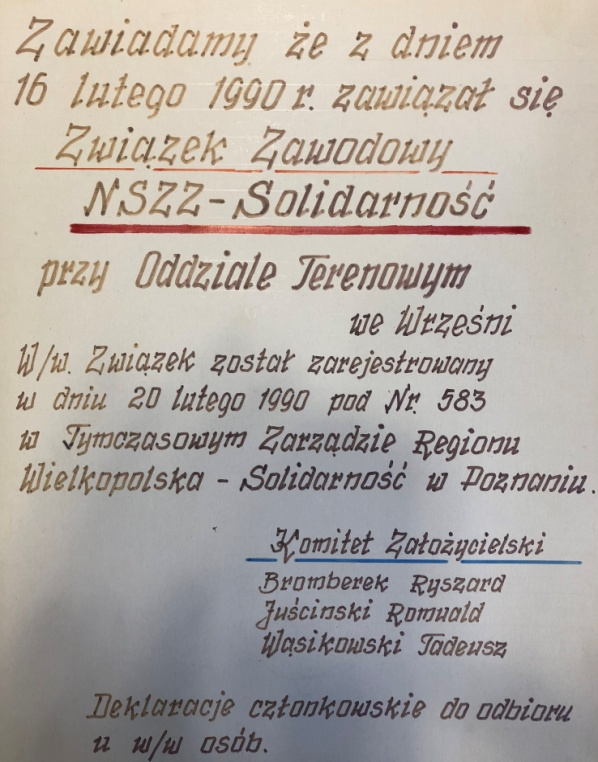 Zawiadamy że z dniem
16 lutego 1990 r. zawiązał się
Związek Zawodowy
NSZZ - Solidarność
przy Oddziale Terenowym
we Wrześni
W/w. Związek został zarejestrowany
w dniu 20 lutego 1990 pod Nr. 583
w Tymczasowym Zarządzie Regionu
Wielkopolska - Solidarność w Poznaniu.
Komitet Założycielski
Bromberek Ryszard
Juścinski Romuald
Wąsikowski Tadeusz
Deklaracje członkowskie do odbioru
u w/w osób.